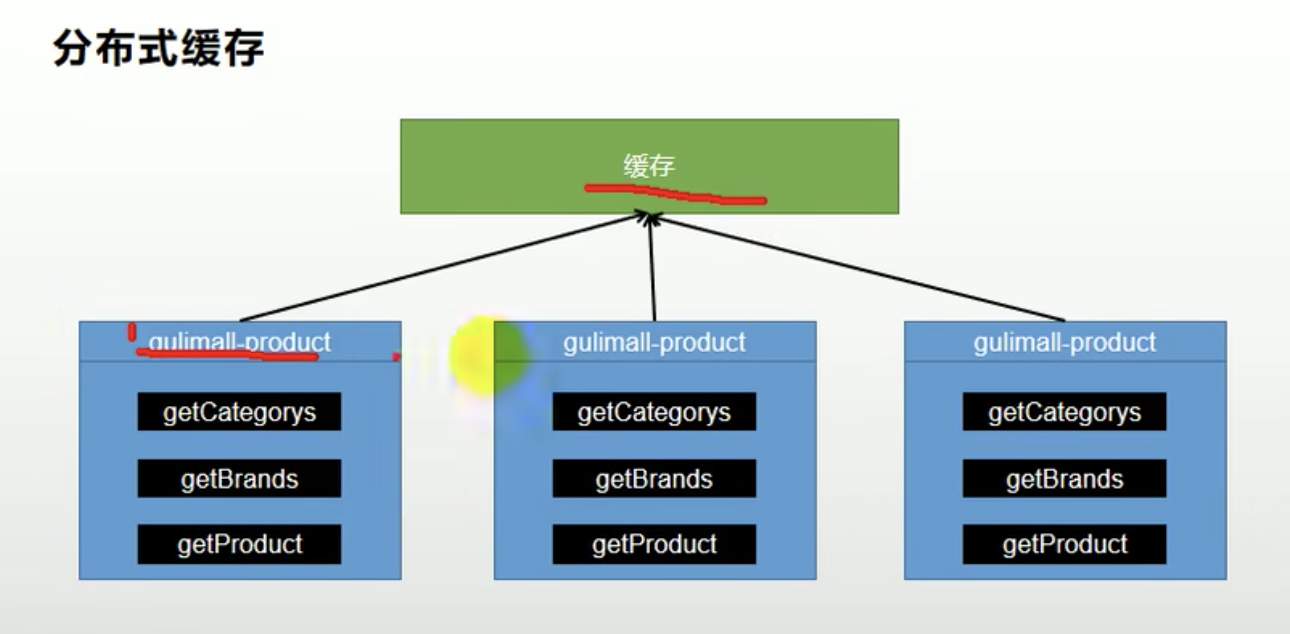 分布式缓存
缓存
gulimall-product
getCategorys
getBrands
getProduct
gulimall-product
getCategorys
getBrands
getProduct
gulimall-product
getCategorys
getBrands
getProduct